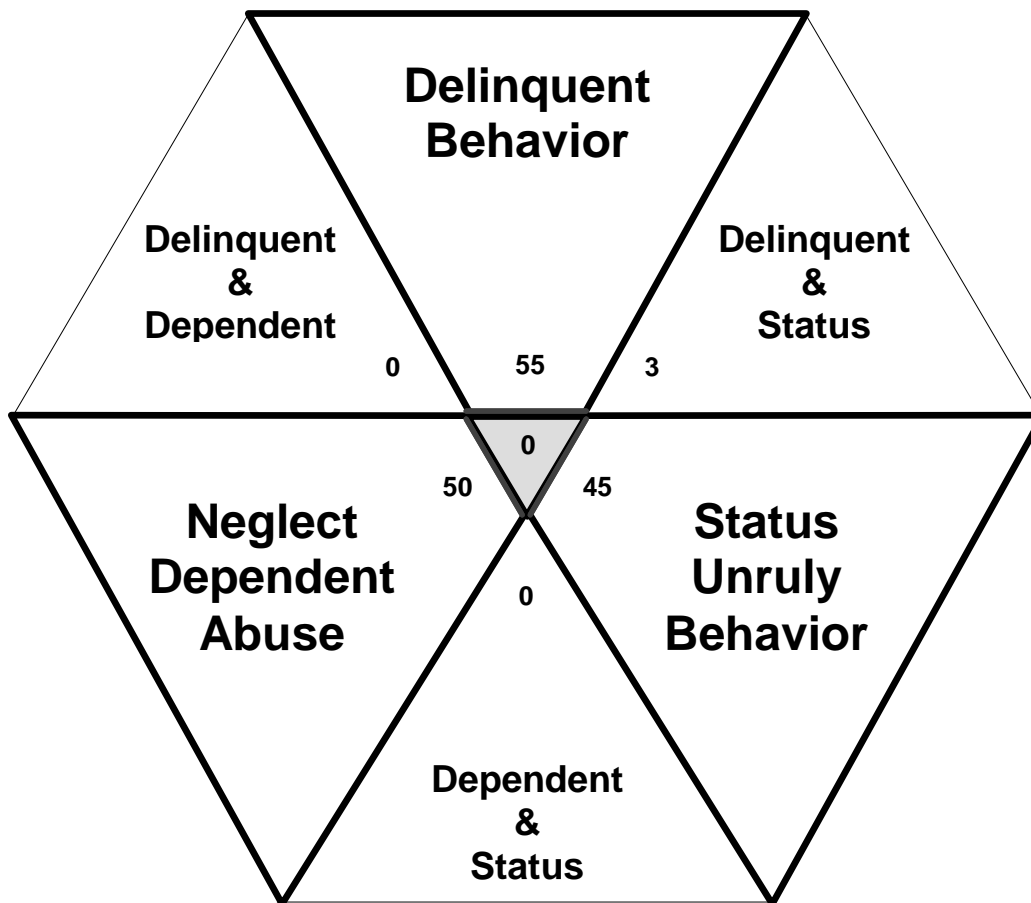 Delinquent
Behavior
Delinquent
&
Dependent
Delinquent
&
Status
0
55
3
0
50
45
Neglect
Dependent
Abuse
Status
Unruly
Behavior
0
Dependent
&
Status